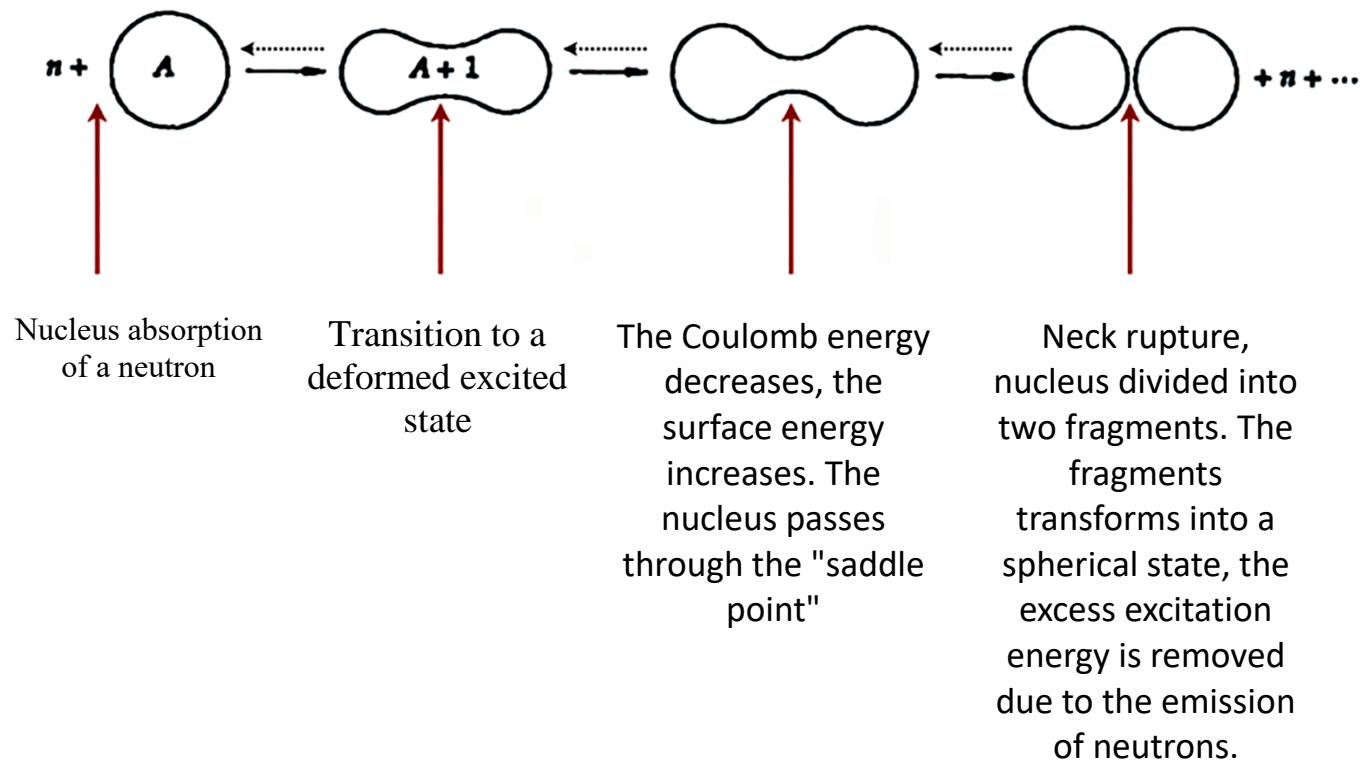 n + A A + 1 + n + ...
Nucleus absorption
of a neutron
Transition to a
deformed excited
state
The Coulomb energy
decreases, the
surface energy
increases. The
nucleus passes
through the "saddle
point"
Neck rupture,
nucleus divided into
two fragments. The
fragments
transforms into a
spherical state, the
excess excitation
energy is removed
due to the emission
of neutrons.